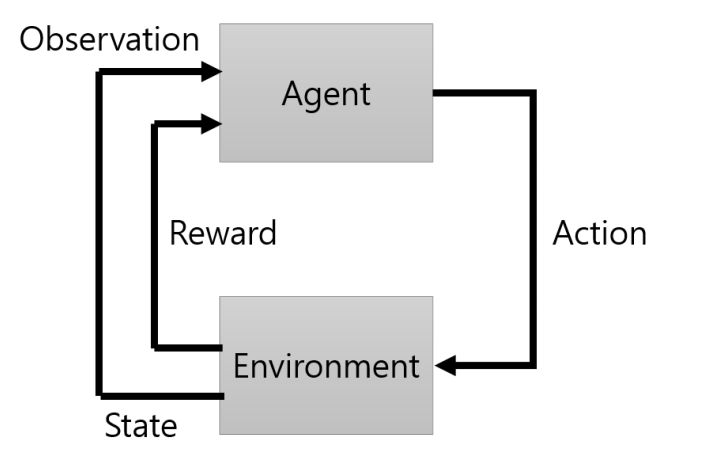 Observation
Agent
Reward
Action
Environment
State